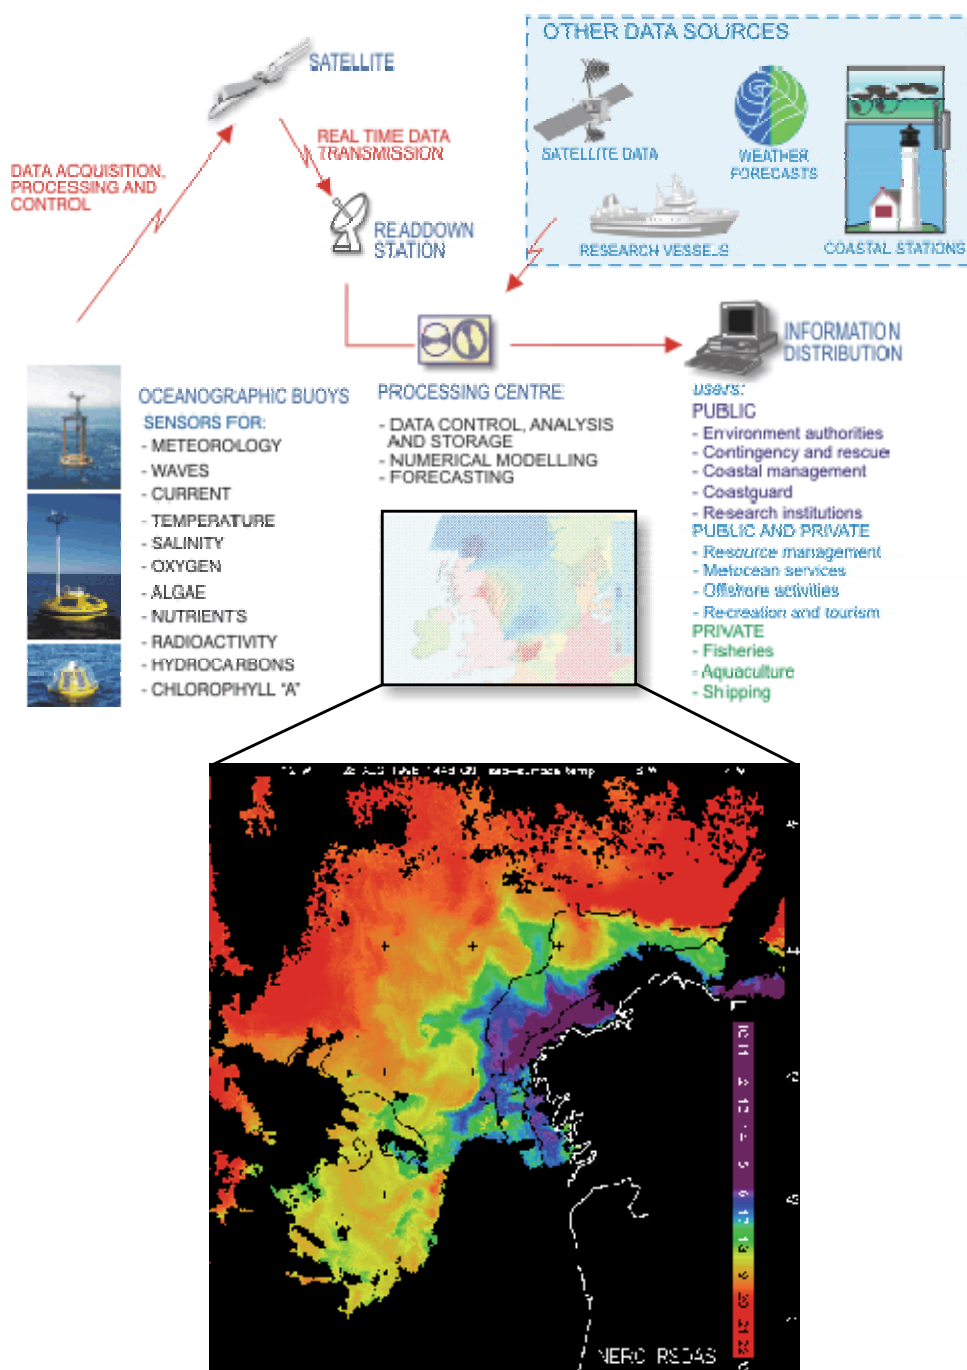 OTHER DATA SOURCES
SATELLITE
REAL TIME DATA
TRANSMISSION
DATA ACQUISITION,
PROCESSING AND
CONTROL
SATELLITE DATA
WEATHER
FORECASTS
READDOWN
STATION
RESEARCH VESSELS
COASTAL STATIONS
INFORMATION
DISTRIBUTION
OCEANOGRAPHIC BUOYS
SENSORS FOR:
- METEOROLOGY
- WAVES
- CURRENT
- TEMPERATURE
- SALINITY
- OXYGEN
- ALGAE
- NUTRIENTS
- RADIOACTIVITY
- HYDROCARBONS
- CHLOROPHYLL "A"
PROCESSING CENTRE:
- DATA CONTROL, ANALYSIS
AND STORAGE
- NUMERICAL MODELLING
- FORECASTING
users:
PUBLIC
- Environment authorities
- Contingency and rescue
- Coastal management
- Coastguard
- Research institutions
PUBLIC AND PRIVATE
- Resource management
- Metocean services
- Offshore activities
- Recreation and tourism
PRIVATE
- Fisheries
- Aquaculture
- Shipping
sea-surface temp
NERC RSDAS